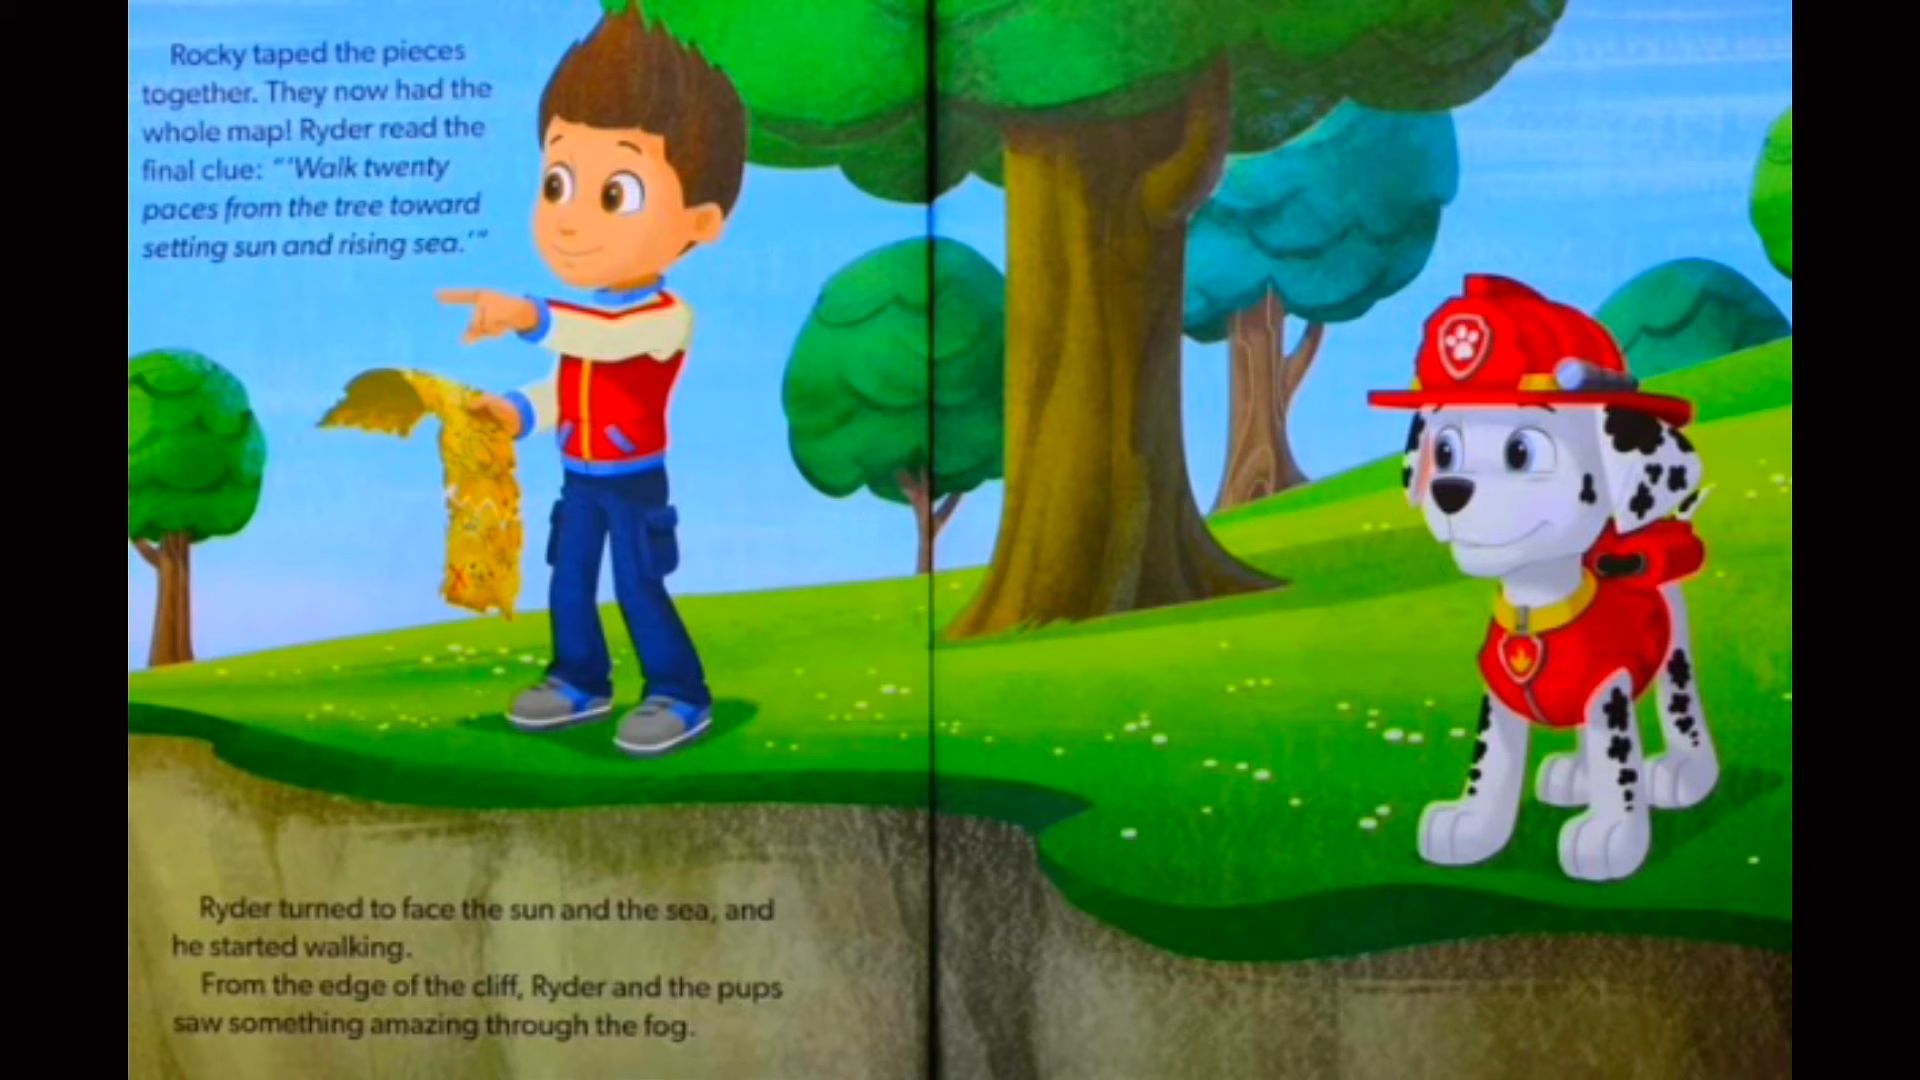 Rocky taped the pieces
together. They now had the
whole map! Ryder read the
final clue: “‘Walk twenty
paces from the tree toward
setting sun and rising sea.’”
Ryder turned to face the sun and the sea, and
he started walking.
From the edge of the cliff, Ryder and the pups
saw something amazing through the fog.